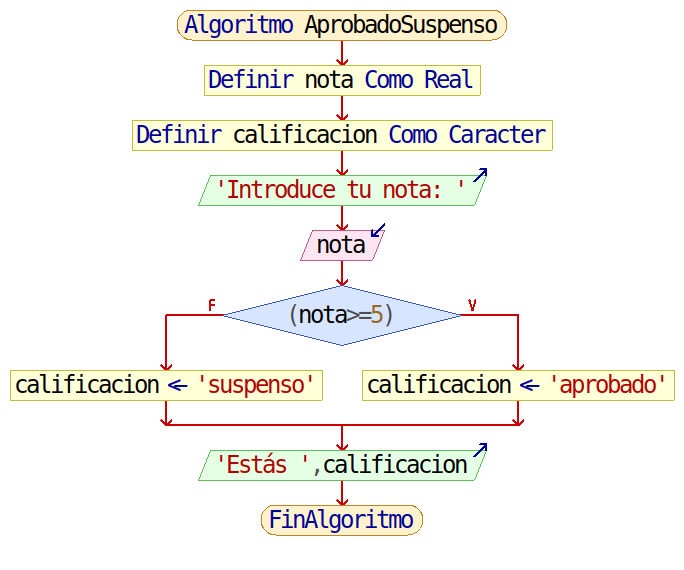 Algoritmo AprobadoSuspenso
Definir nota Como Real
Definir calificacion Como Caracter
'Introduce tu nota: '
nota
F
V
(nota>=5)
calificacion <- 'suspenso'
calificacion <- 'aprobado'
'Estás ',calificacion
FinAlgoritmo